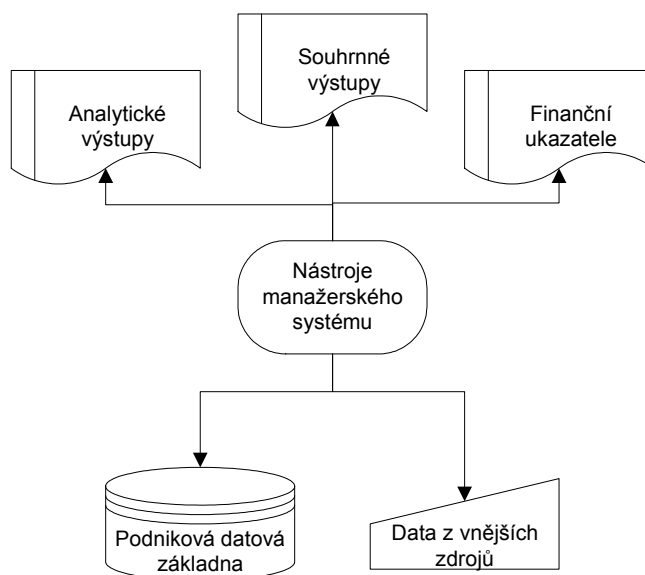 Souhrnné
výstupy
Analytické
výstupy
Finanční
ukazatele
Nástroje
manažerského
systému
Podniková datová
základna
Data z vnějších
zdrojů